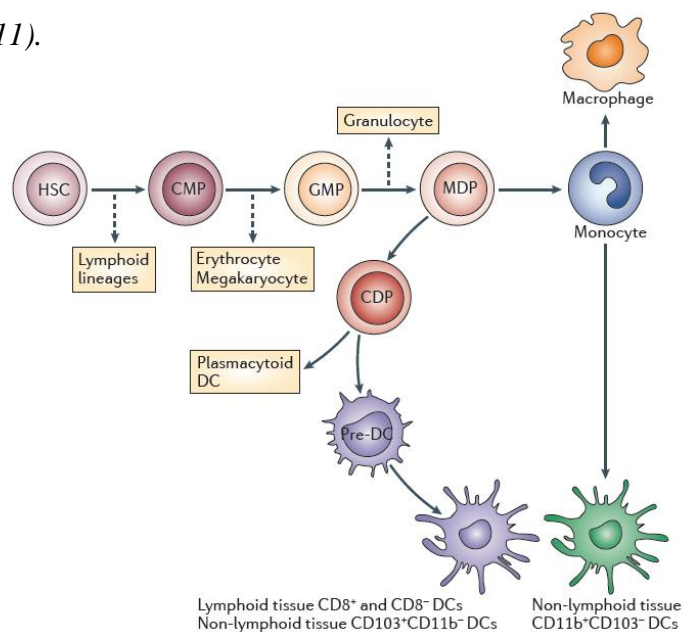 11).
Macrophage
Granulocyte
HSC
CMP
GMP
MDP
Monocyte
Lymphoid
lineages
Erythrocyte
Megakaryocyte
CDP
Plasmacytoid
DC
Pre-DC
Lymphoid tissue CD8⁺ and CD8⁻ DCs
Non-lymphoid tissue CD103⁺CD11b⁻ DCs
Non-lymphoid tissue
CD11b⁺CD103⁻ DCs